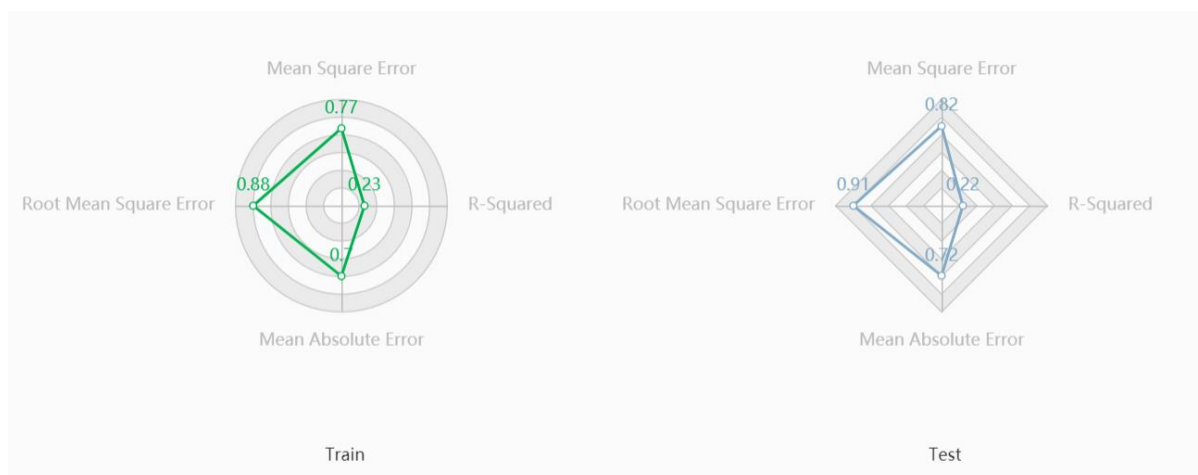 Mean Square Error
0.77
0.88
0.23
Root Mean Square Error
R-Squared
0.7
Mean Absolute Error
Train
Mean Square Error
0.82
0.91
0.22
Root Mean Square Error
R-Squared
0.72
Mean Absolute Error
Test